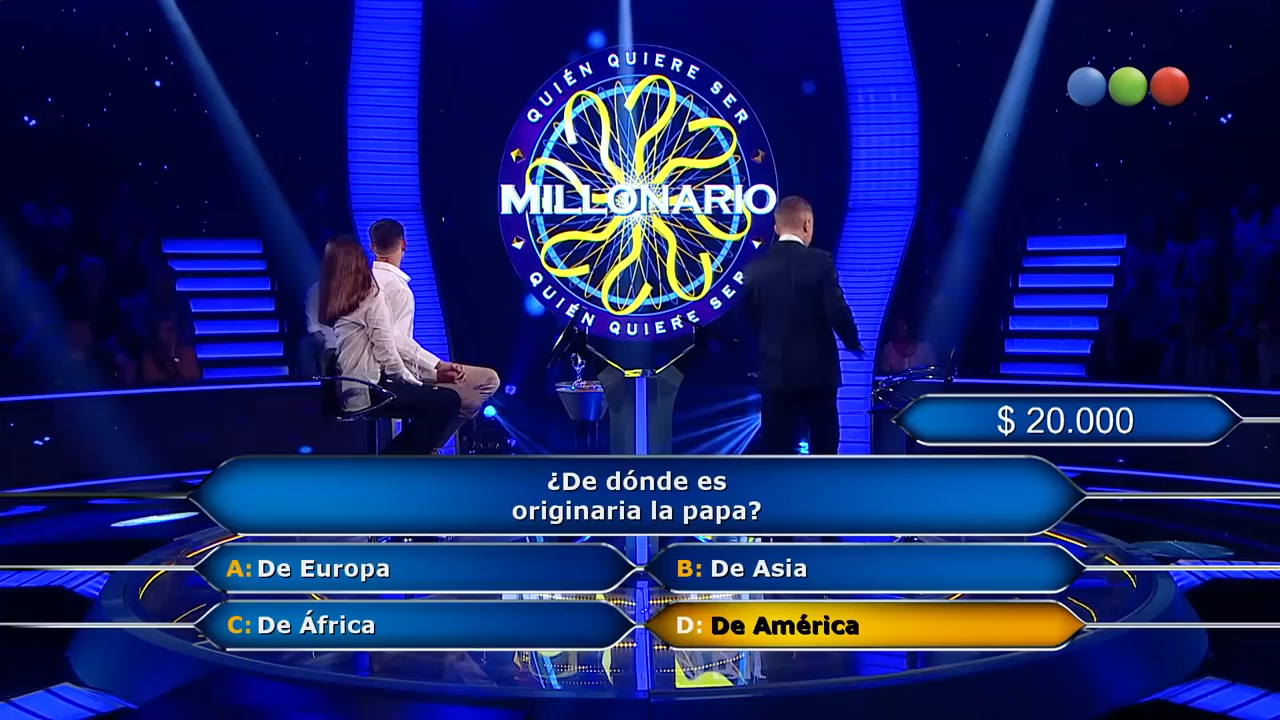 QUIÉN QUIERE SER
MILLONARIO
QUIÉN QUIERE SER
$ 20.000
¿De dónde es
originaria la papa?
A: De Europa
B: De Asia
C: De África
D: De América